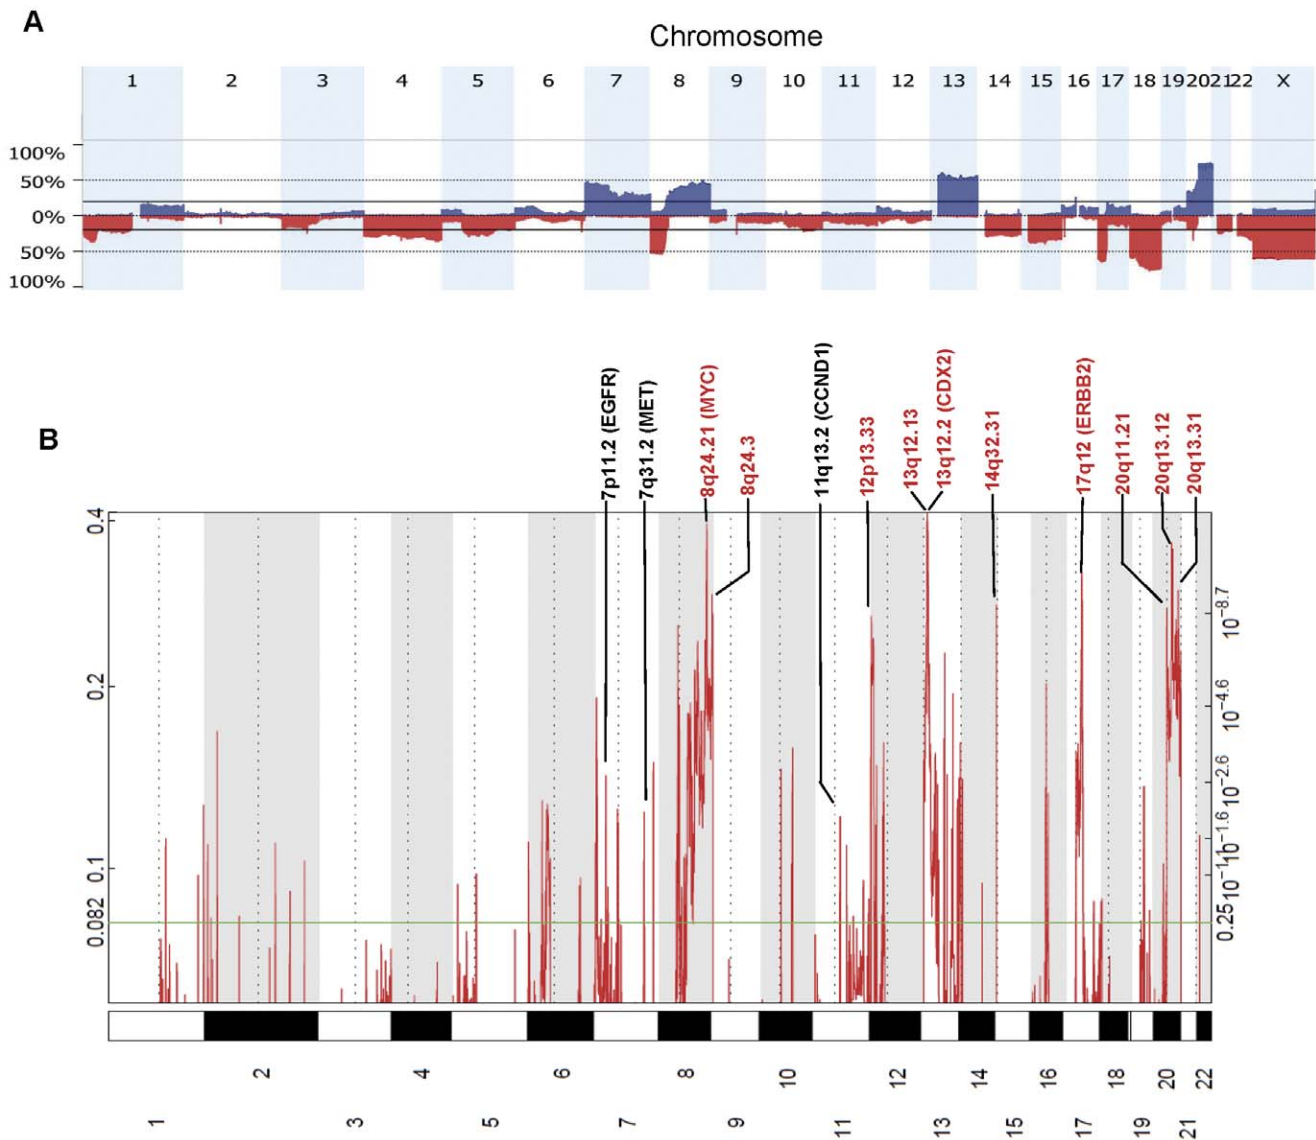 A
Chromosome
1 2 3 4 5 6 7 8 9 10 11 12 13 14 15 16 17 18 19 20 21 22 X
100%
50%
0%
50%
100%
B
7p11.2 (EGFR)
7q31.2 (MET)
8q24.21 (MYC)
8q24.3
11q13.2 (CCND1)
12p13.33
13q12.13
13q12.2 (CDX2)
14q32.31
17q12 (ERBB2)
20q11.21
20q13.12
20q13.31
0.4
0.2
0.1
0.082
10-8.7
10-4.6
10-2.6
10-1.6
10-1.1
0.25
2 4 6 8 10 12 14 16 18 20 22
1 3 5 7 9 11 13 15 17 19 21